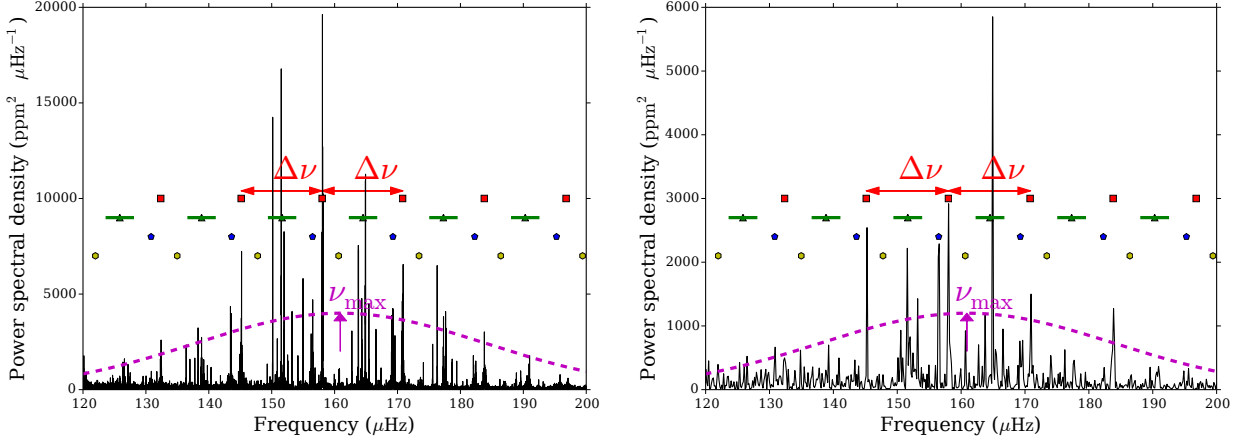 20000
15000
10000
5000
0
120 130 140 150 160 170 180 190 200
Frequency (μHz)
Power spectral density (ppm² μHz⁻¹)
Δν Δν
ν_max
6000
5000
4000
3000
2000
1000
0
120 130 140 150 160 170 180 190 200
Frequency (μHz)
Power spectral density (ppm² μHz⁻¹)
Δν Δν
ν_max